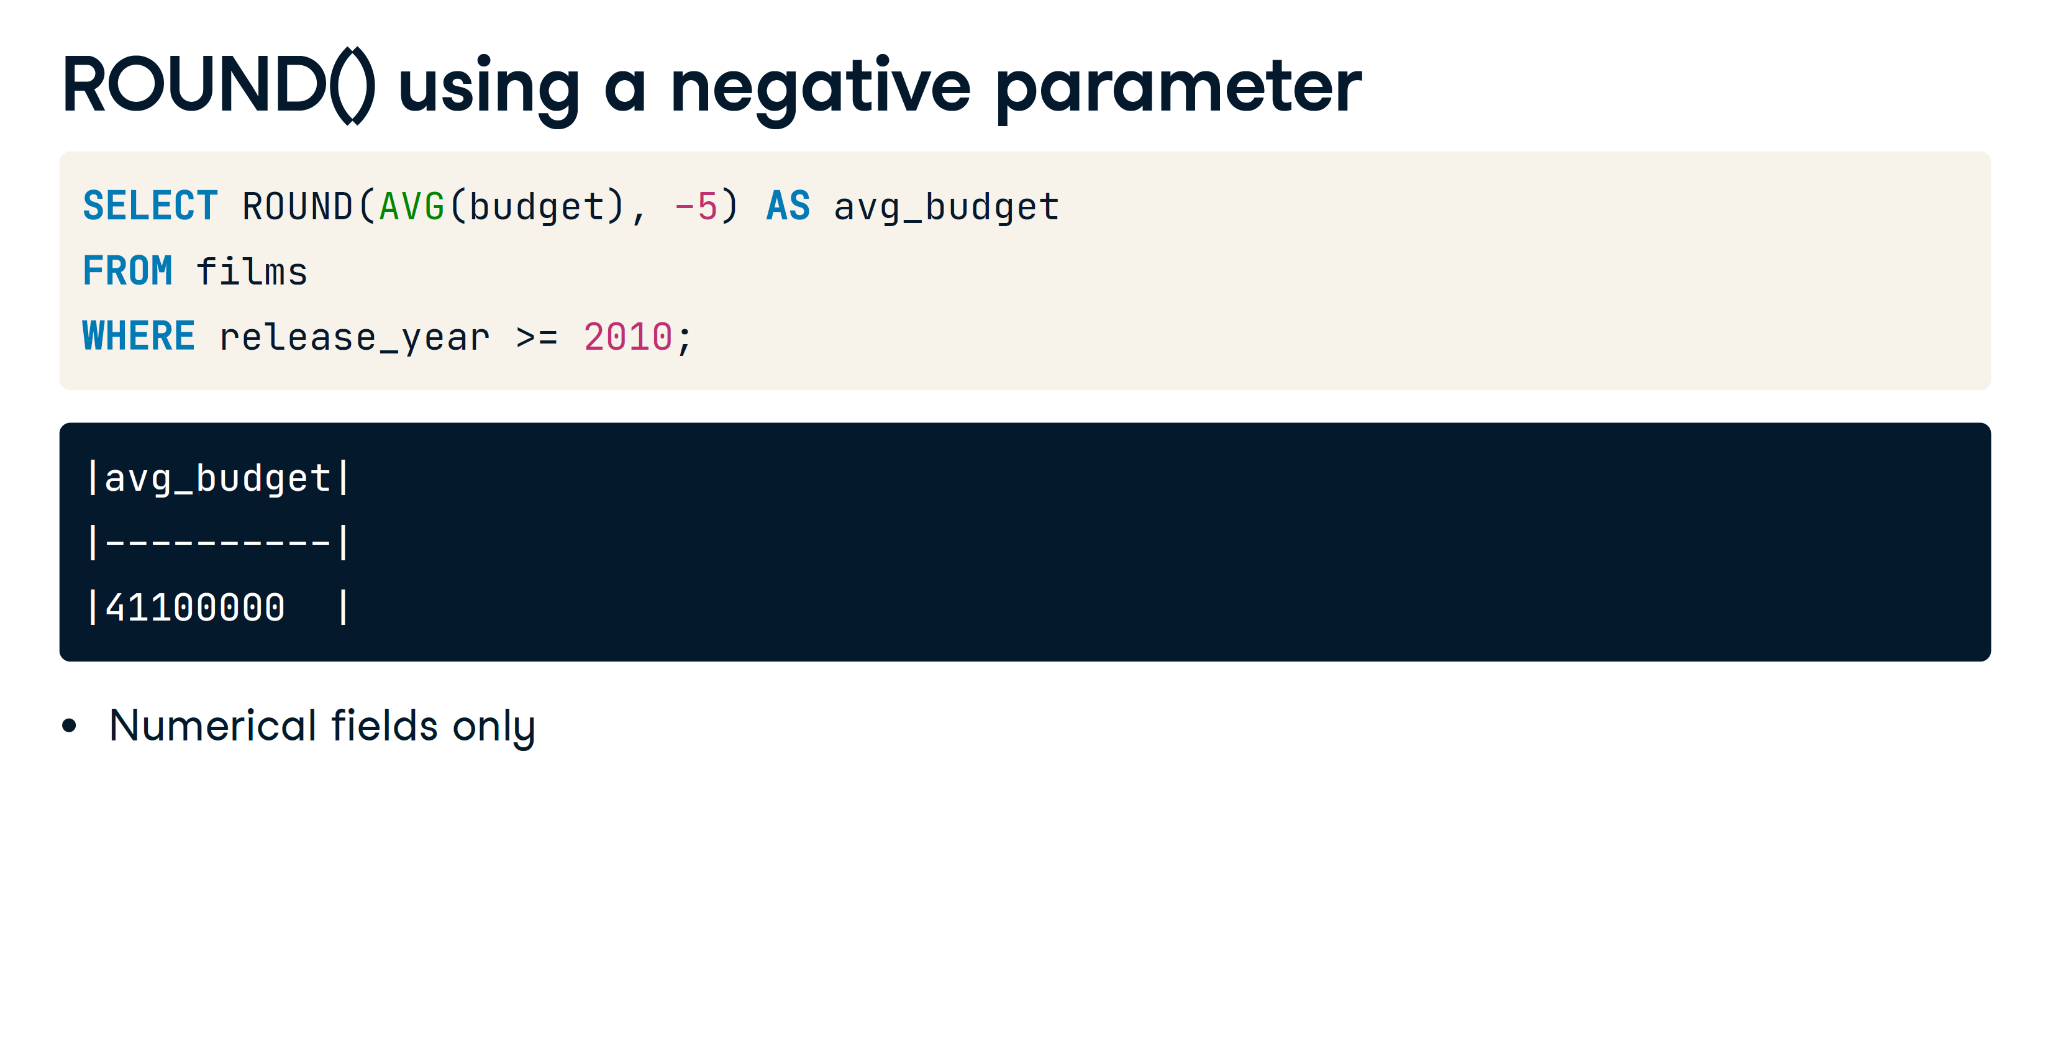 ROUND() using a negative parameter
SELECT ROUND(AVG(budget), -5) AS avg_budget
FROM films
WHERE release_year >= 2010;
|avg_budget|
|----------|
|41100000  |
• Numerical fields only